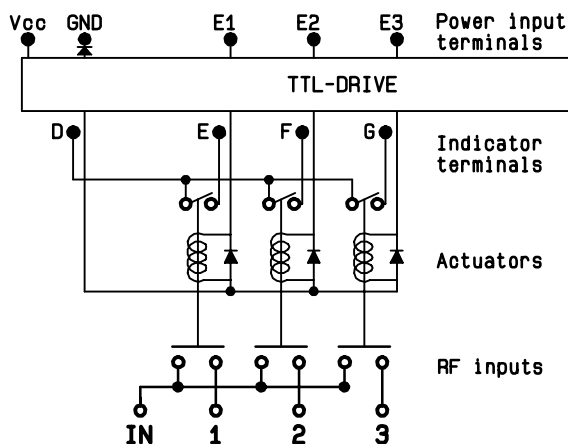 Vcc GND E1 E2 E3 Power input
terminals
TTL-DRIVE
D E F G Indicator
terminals
Actuators
RF inputs
IN 1 2 3